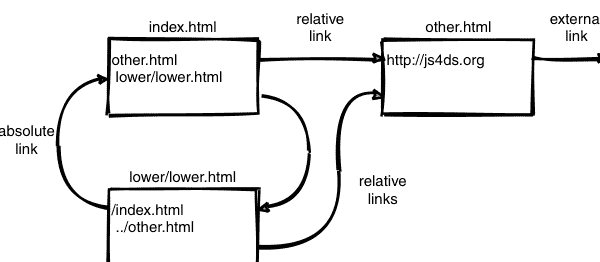 index.html
relative
link
other.html
externa
link
other.html
lower/lower.html
http://js4ds.org
absolute
link
lower/lower.html
relative
links
/index.html
../other.html